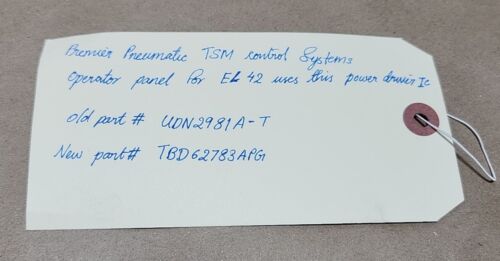 Premier Pneumatic TSM control Systems
operator panel for EL 42 uses this power driver Ic
old part # UDN2981A-T
New part# TBD62783APG